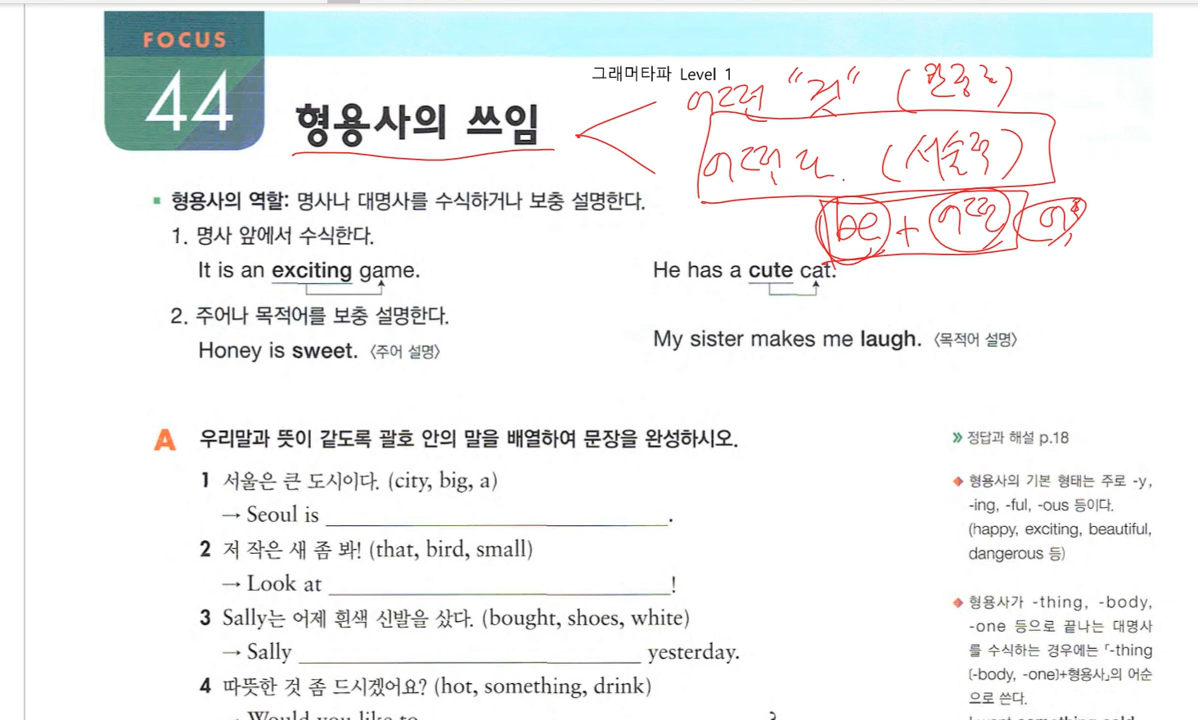 FOCUS
44
그래머타파 Level 1
형용사의 쓰임
어떤 "것" (한정적)
어떤 다. (서술적)
be + 어떤
형용사의 역할: 명사나 대명사를 수식하거나 보충 설명한다.
1. 명사 앞에서 수식한다.
It is an exciting game.
He has a cute cat.
2. 주어나 목적어를 보충 설명한다.
Honey is sweet. 〈주어 설명〉
My sister makes me laugh. 〈목적어 설명〉
A 우리말과 뜻이 같도록 괄호 안의 말을 배열하여 문장을 완성하시오.
1 서울은 큰 도시이다. (city, big, a)
→ Seoul is ______.
2 저 작은 새 좀 봐! (that, bird, small)
→ Look at ______!
3 Sally는 어제 흰색 신발을 샀다. (bought, shoes, white)
→ Sally ______ yesterday.
4 따뜻한 것 좀 드시겠어요? (hot, something, drink)
→ Would you like to ______?
» 정답과 해설 p.18
◆ 형용사의 기본 형태는 주로 -y,
-ing, -ful, -ous 등이다.
(happy, exciting, beautiful,
dangerous 등)
◆ 형용사가 -thing, -body,
-one 등으로 끝나는 대명사
를 수식하는 경우에는 「-thing
(-body, -one)+형용사」의 어순
으로 쓴다.
I want something cold